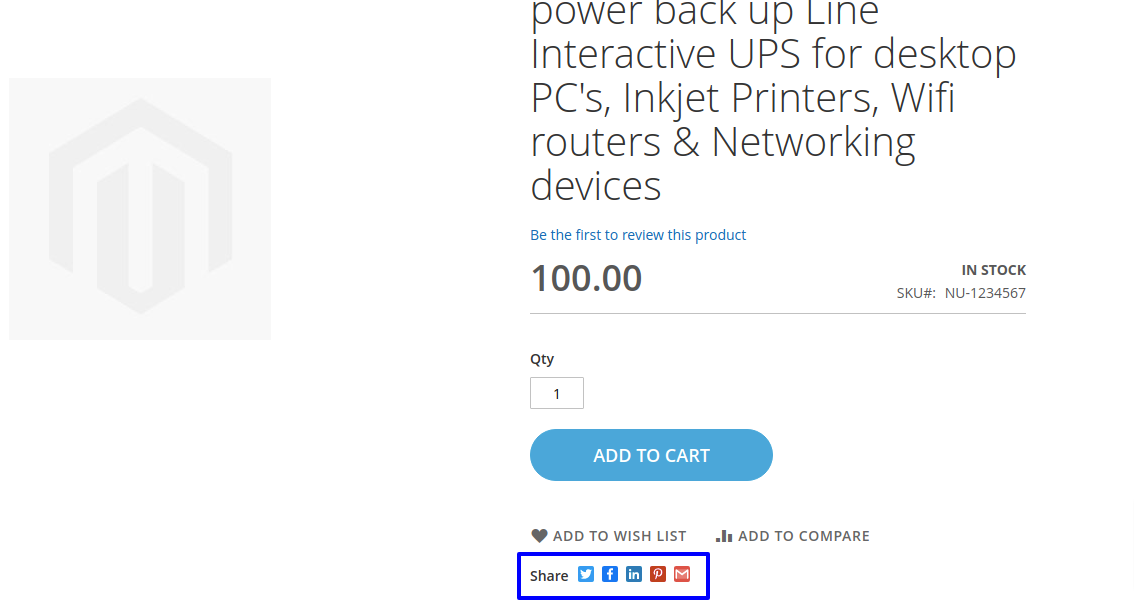 power back up Line
Interactive UPS for desktop
PC's, Inkjet Printers, Wifi
routers & Networking
devices
Be the first to review this product
100.00
IN STOCK
SKU#: NU-1234567
Qty
1
ADD TO CART
ADD TO WISH LIST ADD TO COMPARE
Share